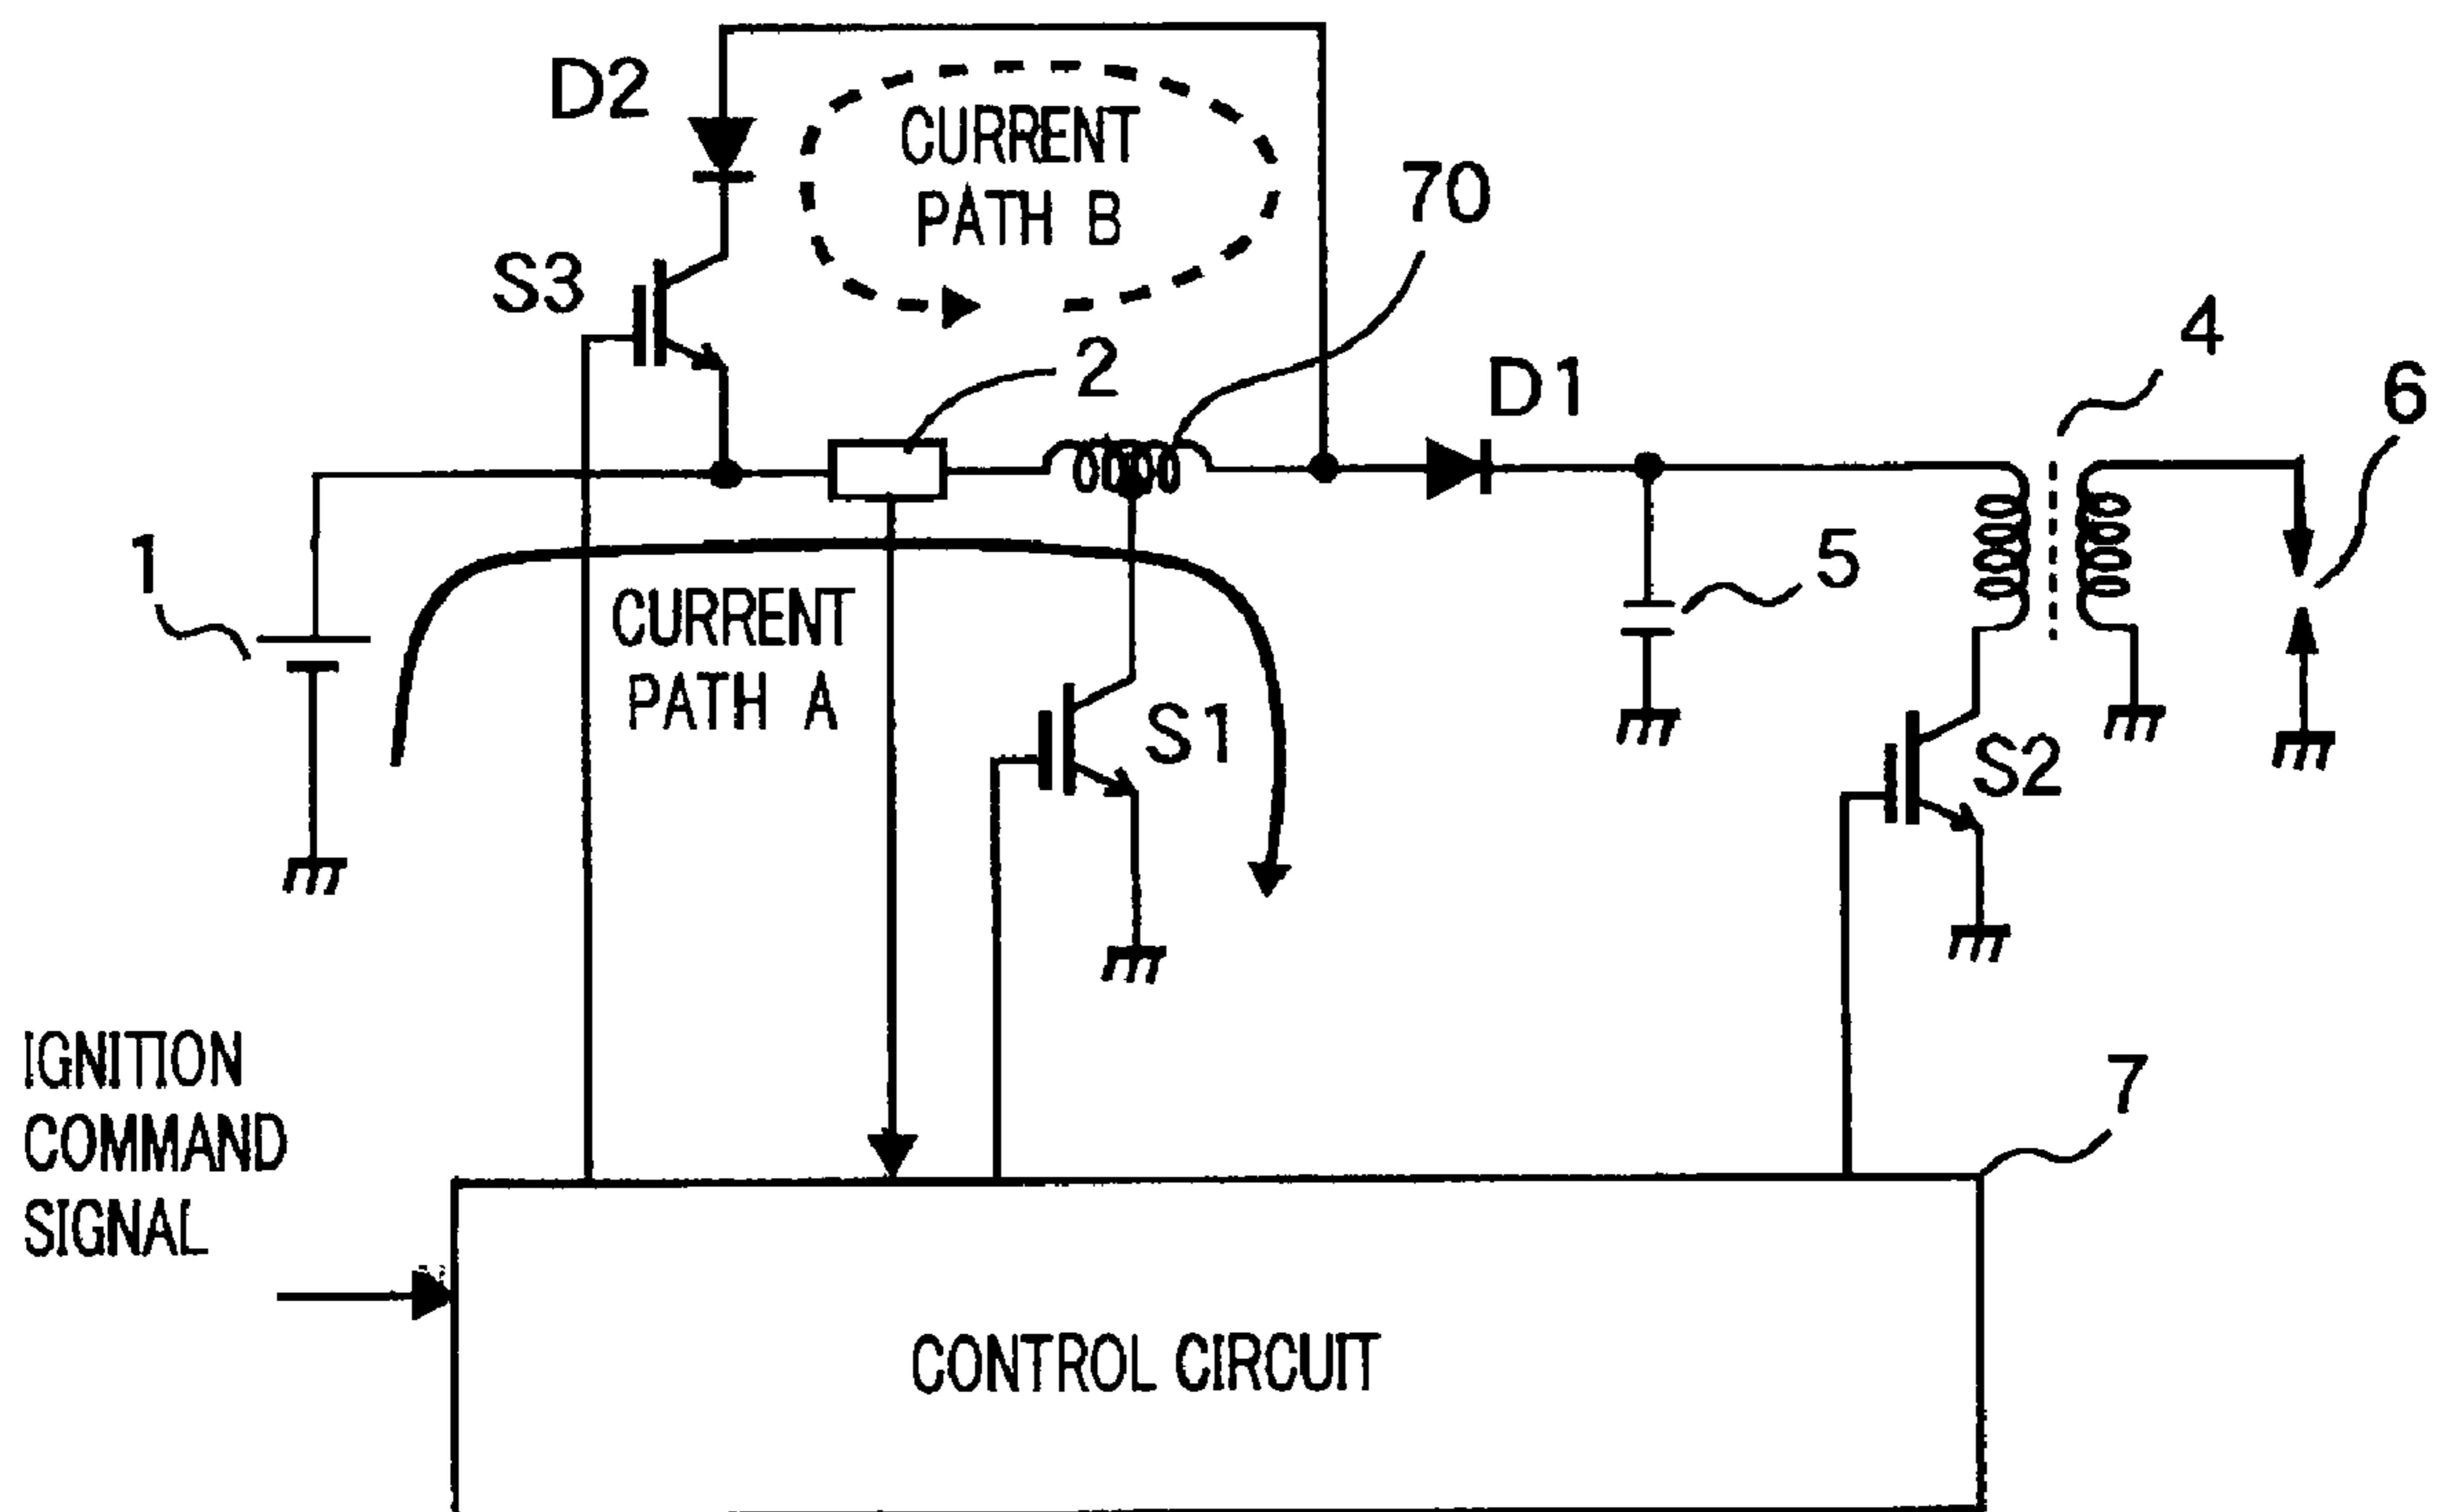 D2
CURRENT
PATH B
70
S3
2
4
D1
6
1
5
CURRENT
PATH A
S1
S2
IGNITION
COMMAND
SIGNAL
7
CONTROL CIRCUIT